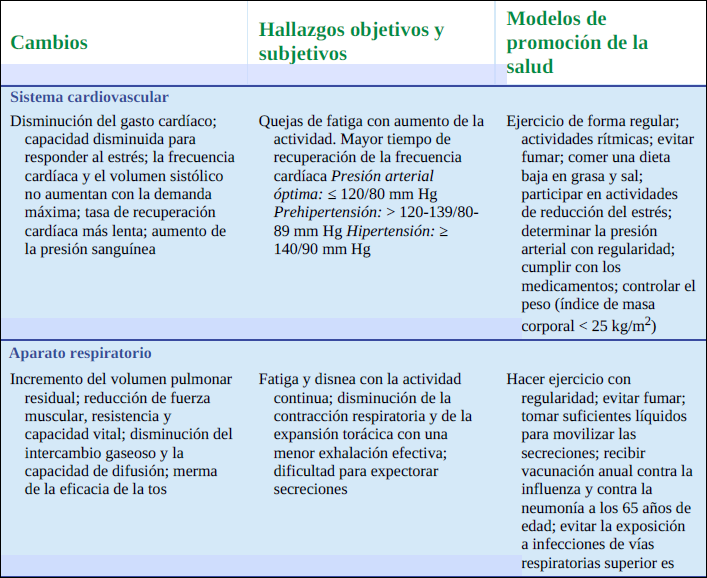 Cambios
Hallazgos objetivos y
subjetivos
Modelos de
promoción de la
salud
Sistema cardiovascular
Disminución del gasto cardíaco;
capacidad disminuida para
responder al estrés; la frecuencia
cardíaca y el volumen sistólico
no aumentan con la demanda
máxima; tasa de recuperación
cardíaca más lenta; aumento de
la presión sanguínea
Quejas de fatiga con aumento de la
actividad. Mayor tiempo de
recuperación de la frecuencia
cardíaca Presión arterial
óptima: ≤ 120/80 mm Hg
Prehipertensión: > 120-139/80-
89 mm Hg Hipertensión: ≥
140/90 mm Hg
Ejercicio de forma regular;
actividades rítmicas; evitar
fumar; comer una dieta
baja en grasa y sal;
participar en actividades
de reducción del estrés;
determinar la presión
arterial con regularidad;
cumplir con los
medicamentos; controlar el
peso (índice de masa
corporal < 25 kg/m²)
Aparato respiratorio
Incremento del volumen pulmonar
residual; reducción de fuerza
muscular, resistencia y
capacidad vital; disminución del
intercambio gaseoso y la
capacidad de difusión; merma
de la eficacia de la tos
Fatiga y disnea con la actividad
continua; disminución de la
contracción respiratoria y de la
expansión torácica con una
menor exhalación efectiva;
dificultad para expectorar
secreciones
Hacer ejercicio con
regularidad; evitar fumar;
tomar suficientes líquidos
para movilizar las
secreciones; recibir
vacunación anual contra la
influenza y contra la
neumonía a los 65 años de
edad; evitar la exposición
a infecciones de vías
respiratorias superior es